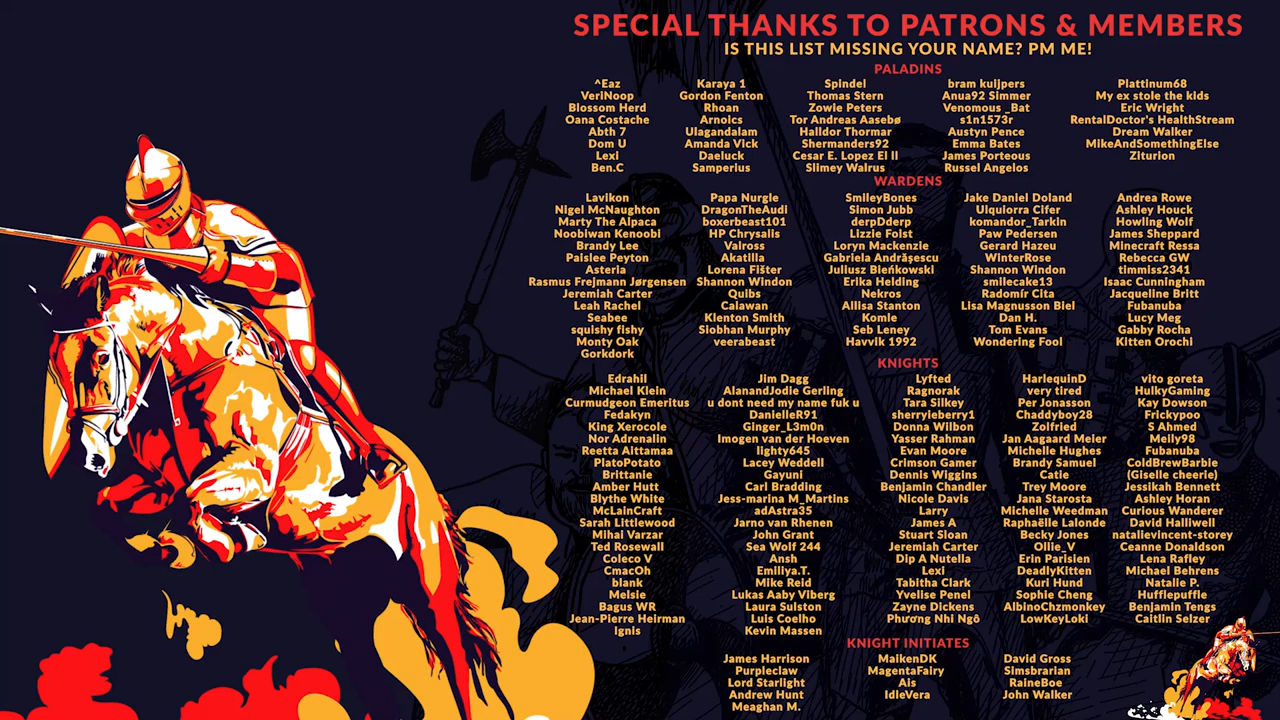 SPECIAL THANKS TO PATRONS & MEMBERS
IS THIS LIST MISSING YOUR NAME? PM ME!
PALADINS
^Eaz
VeriNoop
Blossom Herd
Oana Costache
Abth 7
Dom U
Lexi
Ben.C
Karaya 1
Gordon Fenton
Rhoan
Arnoics
Ulagandalam
Amanda Vick
Daeluck
Samperius
Spindel
Thomas Stern
Zowie Peters
Tor Andreas Aasebø
Halldor Thormar
Shermanders92
Cesar E. Lopez El II
Slimey Walrus
bram kuijpers
Anua92 Simmer
Venomous _Bat
s1n1573r
Austyn Pence
Emma Bates
James Porteous
Russel Angelos
Plattinum68
My ex stole the kids
Eric Wright
RentalDoctor's HealthStream
Dream Walker
MikeAndSomethingElse
Ziturion
WARDENS
Lavikon
Nigel McNaughton
Marty The Alpaca
Noobiwan Kenoobi
Brandy Lee
Paislee Peyton
Asteria
Rasmus Frejmann Jørgensen
Jeremiah Carter
Leah Rachel
Seabee
squishy fishy
Monty Oak
Gorkdork
Papa Nurgle
DragonTheAudi
boxerbeast101
HP Chrysalis
Valross
Akatilla
Lorena Fišter
Shannon Windon
Quibs
Calawan
Klenton Smith
Siobhan Murphy
veerabeast
SmileyBones
Simon Jubb
derpDderp
Lizzie Foist
Loryn Mackenzie
Gabriela Andrășescu
Juliusz Bieńkowski
Erika Heiding
Nekros
Allisa Stanton
Komle
Seb Leney
Havvik 1992
Jake Daniel Doland
Ulquiorra Cifer
komandor_Tarkin
Paw Pedersen
Gerard Hazeu
WinterRose
Shannon Windon
smilecake13
Radomír Cita
Lisa Magnusson Biel
Dan H.
Tom Evans
Wondering Fool
Andrea Rowe
Ashley Houck
Howling Wolf
James Sheppard
Minecraft Ressa
Rebecca GW
timmiss2341
Isaac Cunningham
Jacqueline Britt
Fubanuba
Lucy Meg
Gabby Rocha
Kitten Orochi
KNIGHTS
Edrahil
Michael Klein
Curmudgeon Emeritus
Fedakyn
King Xerocole
Nor Adrenalin
Reetta Aittamaa
PlatoPotato
Brittanie
Amber Hutt
Blythe White
McLainCraft
Sarah Littlewood
Mihai Varzar
Ted Rosewall
Coleco V
CmacOh
blank
Melsie
Bagus WR
Jean-Pierre Heirman
Ignis
Jim Dagg
AlanandJodie Gerling
u dont need my name fuk u
DanielleR91
Ginger_L3m0n
Imogen van der Hoeven
lighty645
Lacey Weddell
Gayuni
Carl Bradding
Jess-marina M_Martins
adAstra35
Jarno van Rhenen
John Grant
Sea Wolf 244
Ansh
Emiliya.T.
Mike Reid
Lukas Aaby Viberg
Laura Sulston
Luis Coelho
Kevin Massen
Lyfted
Ragnorak
Tara Silkey
sherryieberry1
Donna Wilbon
Yasser Rahman
Evan Moore
Crimson Gamer
Dennis Wiggins
Benjamin Chandler
Nicole Davis
Larry
James A
Stuart Sloan
Jeremiah Carter
Dip A Nutella
Lexi
Tabitha Clark
Yvelise Penel
Zayne Dickens
Phương Nhi Ngô
HarlequinD
very tired
Per Jonasson
Chaddyboy28
Zolfried
Jan Aagaard Meier
Michelle Hughes
Brandy Samuel
Cati
Trey Moore
Jana Starosta
Michelle Weedman
Raphaëlle Lalonde
Becky Jones
Ollie_V
Erin Parisien
DeadlyKitten
Kuri Hund
Sophie Cheng
AlbinoChzmonkey
LowKeyLoki
vito goreta
HulkyGaming
Kay Dowson
Frickypoo
S Ahmed
Meily98
Fubanuba
ColdBrewBarbie
(Giselle cheerie)
Jessikah Bennett
Ashley Horan
Curious Wanderer
David Halliwell
natalievincent-storey
Ceanne Donaldson
Lena Rafley
Michael Behrens
Natalie P.
Hufflepuffle
Benjamin Tengs
Caitlin Selzer
KNIGHT INITIATES
James Harrison
Purpleclaw
Lord Starlight
Andrew Hunt
Meaghan M.
MaikenDK
MagentaFairy
Ais
IdleVera
David Gross
Simsbrarian
RaineBoe
John Walker